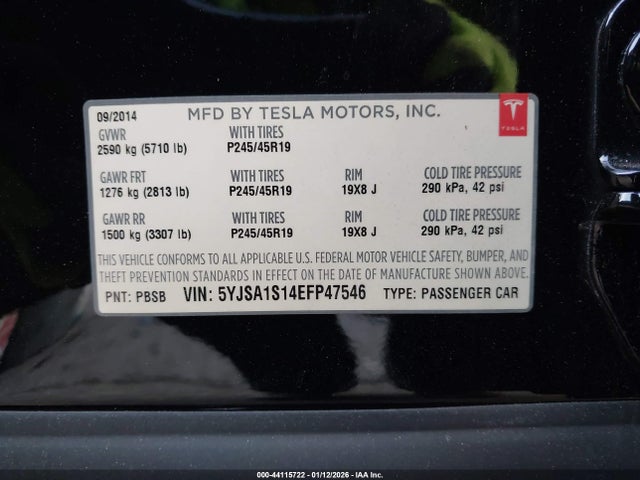 09/2014 MFD BY TESLA MOTORS, INC.
TESLA
GVWR WITH TIRES
2590 kg (5710 lb) P245/45R19
GAWR FRT WITH TIRES RIM COLD TIRE PRESSURE
1276 kg (2813 lb) P245/45R19 19X8 J 290 kPa, 42 psi
GAWR RR WITH TIRES RIM COLD TIRE PRESSURE
1500 kg (3307 lb) P245/45R19 19X8 J 290 kPa, 42 psi
THIS VEHICLE CONFORMS TO ALL APPLICABLE U.S. FEDERAL MOTOR VEHICLE SAFETY, BUMPER, AND
THEFT PREVENTION STANDARDS IN EFFECT ON THE DATE OF MANUFACTURE SHOWN ABOVE.
PNT: PBSB VIN: 5YJSA1S14EFP47546 TYPE: PASSENGER CAR
000-44115722 - 01/12/2026 - IAA Inc.